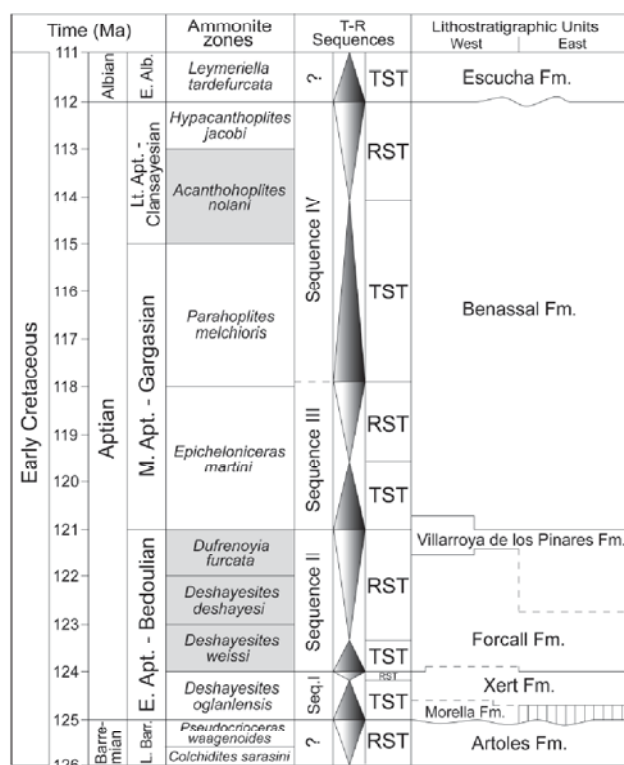 Time (Ma)
Ammonite
zones
T-R
Sequences
Lithostratigraphic Units
West
East
111
112
113
114
115
116
117
118
119
120
121
122
123
124
125
126
Early Cretaceous
Albian
Aptian
Barre-
mian
E. Alb.
Lt. Apt. -
Clansayesian
M. Apt. - Gargasian
E. Apt. - Bedoulian
L. Barr.
Leymeriella
tardefurcata
Hypacanthoplites
jacobi
Acanthohoplites
nolani
Parahoplites
melchioris
Epicheloniceras
martini
Dufrenoyia
furcata
Deshayesites
deshayesi
Deshayesites
weissi
Deshayesites
oglanlensis
Pseudocrioceras
waagenoides
Colchidites sarasini
?
Sequence IV
Sequence III
Sequence II
Seq.I
?
TST
RST
TST
RST
TST
RST
TST
RST
TST
RST
Escucha Fm.
Benassal Fm.
Villarroya de los Pinares Fm.
Forcall Fm.
Xert Fm.
Morella Fm.
Artoles Fm.